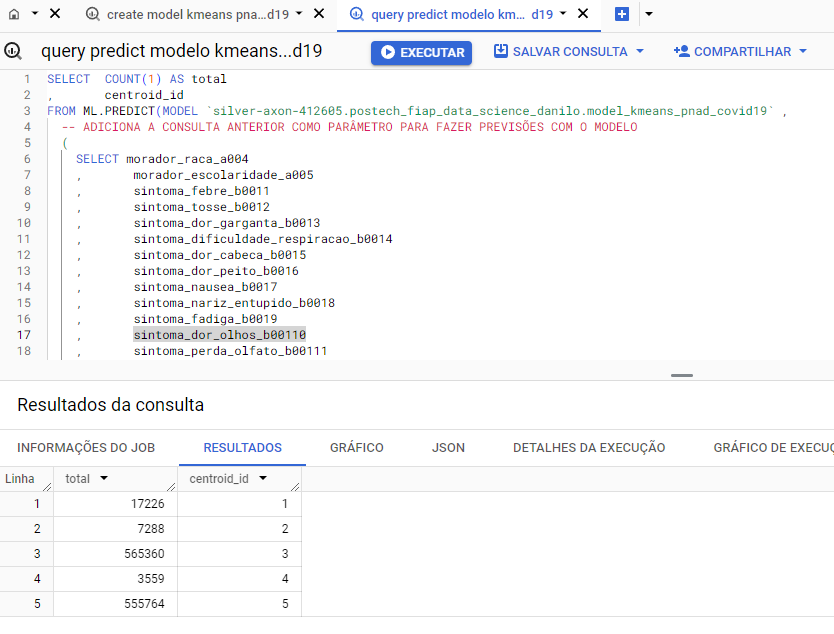 create model kmeans pna...d19
query predict modelo km... d19
query predict modelo kmeans...d19
EXECUTAR
SALVAR CONSULTA
COMPARTILHAR
1 SELECT COUNT(1) AS total
2 , centroid_id
3 FROM ML.PREDICT(MODEL `silver-axon-412605.postech_fiap_data_science_danilo.model_kmeans_pnad_covid19` ,
4 -- ADICIONA A CONSULTA ANTERIOR COMO PARÂMETRO PARA FAZER PREVISÕES COM O MODELO
5 (
6 SELECT morador_raca_a004
7 , morador_escolaridade_a005
8 , sintoma_febre_b0011
9 , sintoma_tosse_b0012
10 , sintoma_dor_garganta_b0013
11 , sintoma_dificuldade_respiracao_b0014
12 , sintoma_dor_cabeca_b0015
13 , sintoma_dor_peito_b0016
14 , sintoma_nausea_b0017
15 , sintoma_nariz_entupido_b0018
16 , sintoma_fadiga_b0019
17 , sintoma_dor_olhos_b00110
18 , sintoma_perda_olfato_b00111
Resultados da consulta
INFORMAÇÕES DO JOB RESULTADOS GRÁFICO JSON DETALHES DA EXECUÇÃO GRÁFICO DE EXECUÇ
Linha total centroid_id
1 17226 1
2 7288 2
3 565360 3
4 3559 4
5 555764 5